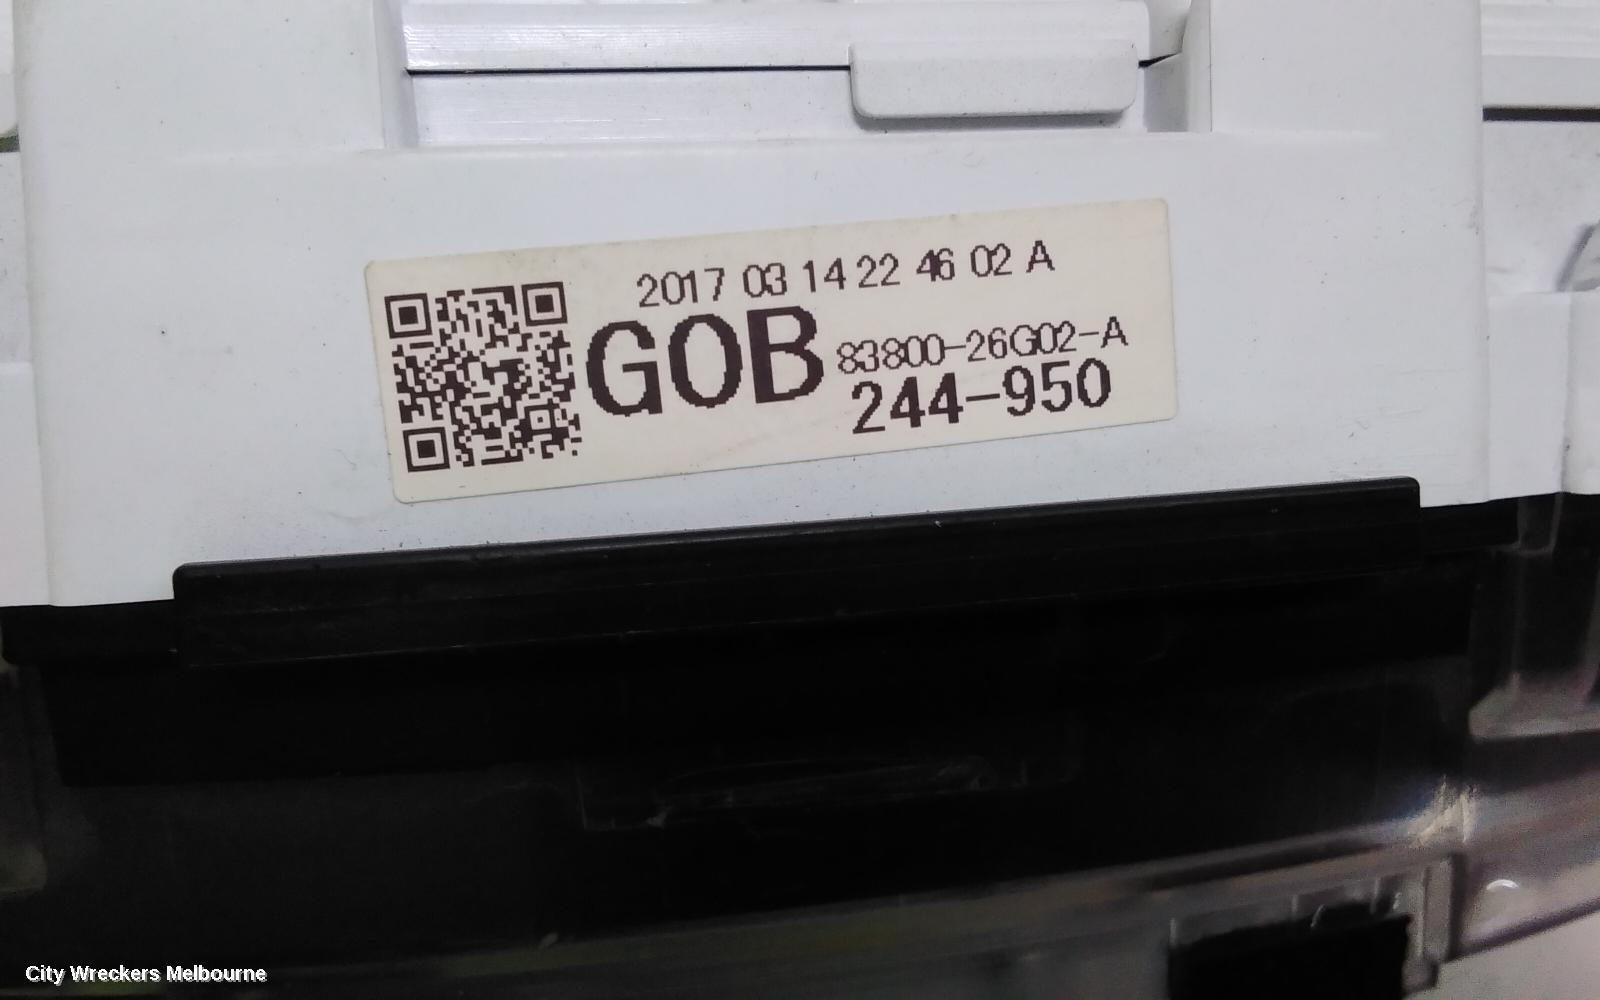 2017 03 14 22 46 02 A
GOB
83800-26G02-A
244-950
City Wreckers Melbourne